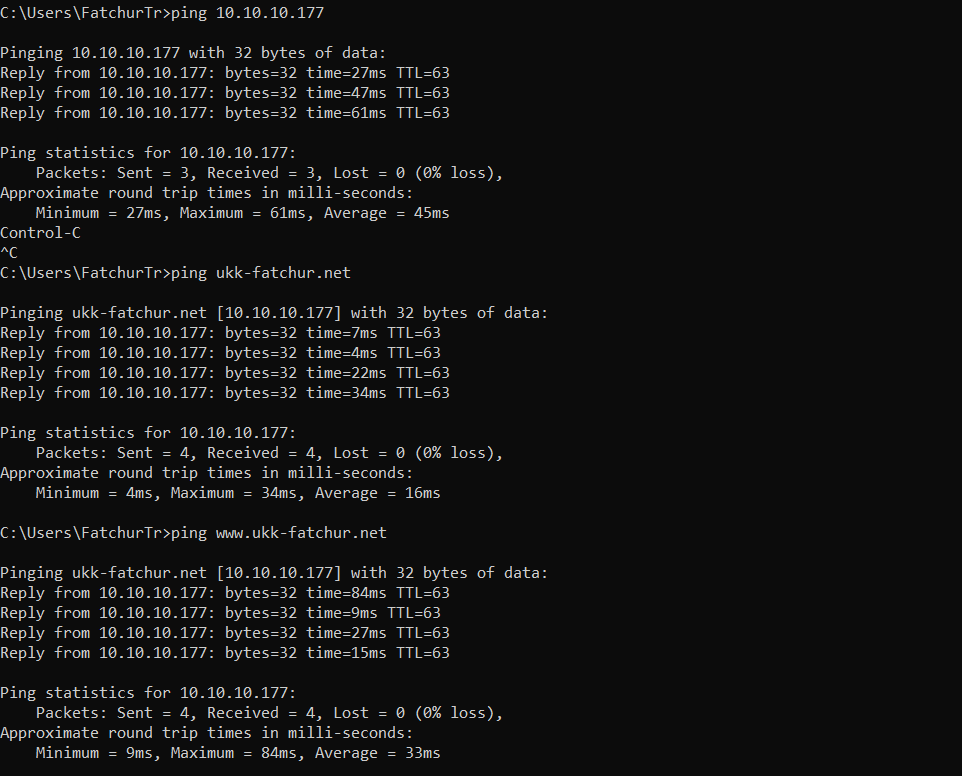 C:\Users\FatchurTr>ping 10.10.10.177
Pinging 10.10.10.177 with 32 bytes of data:
Reply from 10.10.10.177: bytes=32 time=27ms TTL=63
Reply from 10.10.10.177: bytes=32 time=47ms TTL=63
Reply from 10.10.10.177: bytes=32 time=61ms TTL=63
Ping statistics for 10.10.10.177:
    Packets: Sent = 3, Received = 3, Lost = 0 (0% loss),
Approximate round trip times in milli-seconds:
    Minimum = 27ms, Maximum = 61ms, Average = 45ms
Control-C
^C
C:\Users\FatchurTr>ping ukk-fatchur.net
Pinging ukk-fatchur.net [10.10.10.177] with 32 bytes of data:
Reply from 10.10.10.177: bytes=32 time=7ms TTL=63
Reply from 10.10.10.177: bytes=32 time=4ms TTL=63
Reply from 10.10.10.177: bytes=32 time=22ms TTL=63
Reply from 10.10.10.177: bytes=32 time=34ms TTL=63
Ping statistics for 10.10.10.177:
    Packets: Sent = 4, Received = 4, Lost = 0 (0% loss),
Approximate round trip times in milli-seconds:
    Minimum = 4ms, Maximum = 34ms, Average = 16ms
C:\Users\FatchurTr>ping www.ukk-fatchur.net
Pinging ukk-fatchur.net [10.10.10.177] with 32 bytes of data:
Reply from 10.10.10.177: bytes=32 time=84ms TTL=63
Reply from 10.10.10.177: bytes=32 time=9ms TTL=63
Reply from 10.10.10.177: bytes=32 time=27ms TTL=63
Reply from 10.10.10.177: bytes=32 time=15ms TTL=63
Ping statistics for 10.10.10.177:
    Packets: Sent = 4, Received = 4, Lost = 0 (0% loss),
Approximate round trip times in milli-seconds:
    Minimum = 9ms, Maximum = 84ms, Average = 33ms